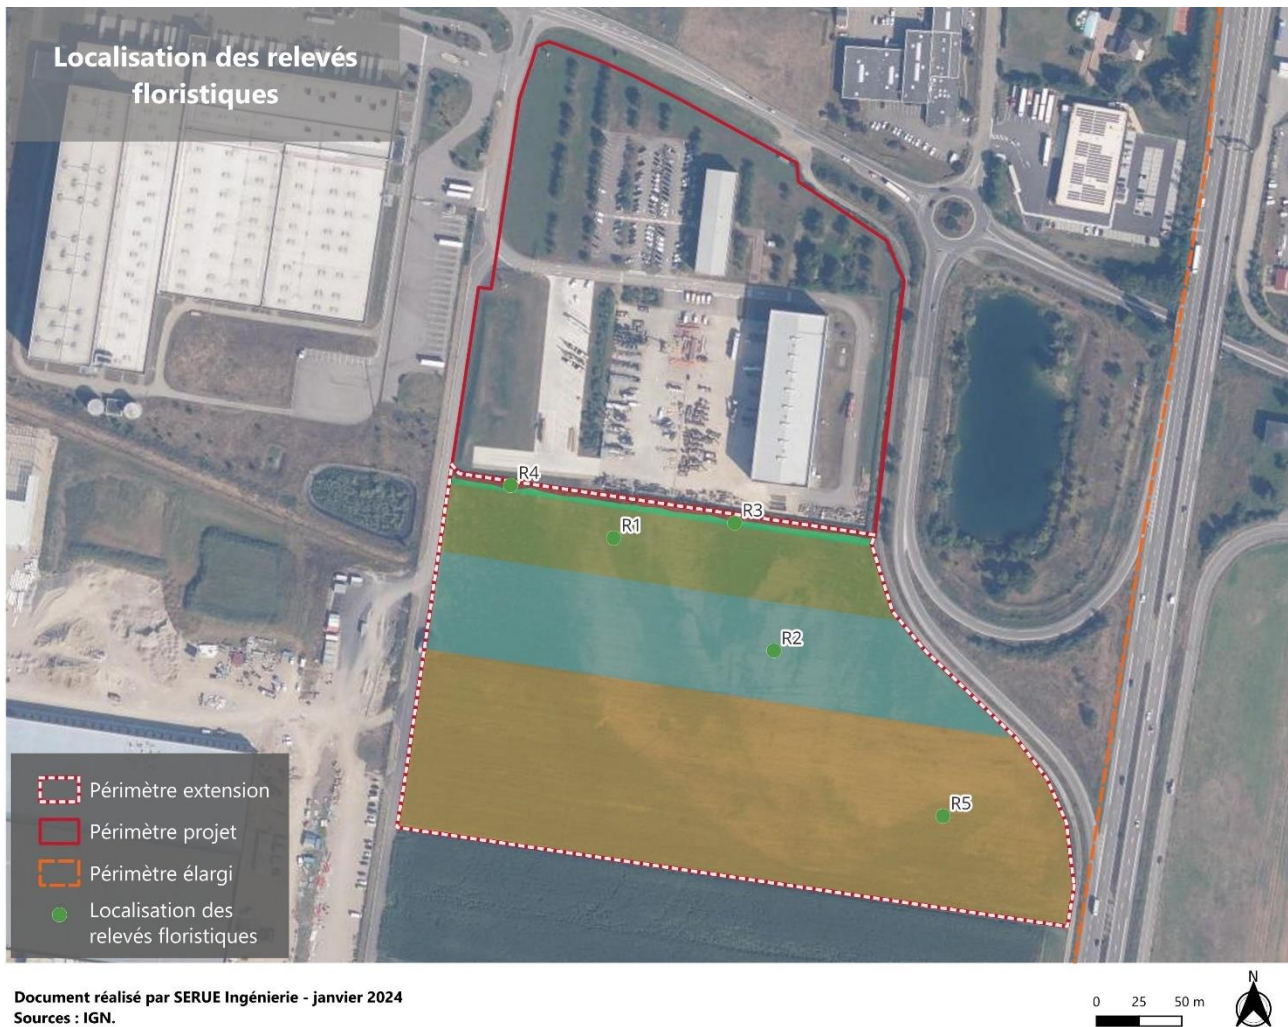 Localisation des relevés
floristiques
R4
R3
R1
R2
R5
Périmètre extension
Périmètre projet
Périmètre élargi
Localisation des
relevés floristiques
Document réalisé par SERUE Ingénierie - janvier 2024
Sources : IGN.
0 25 50 m
N